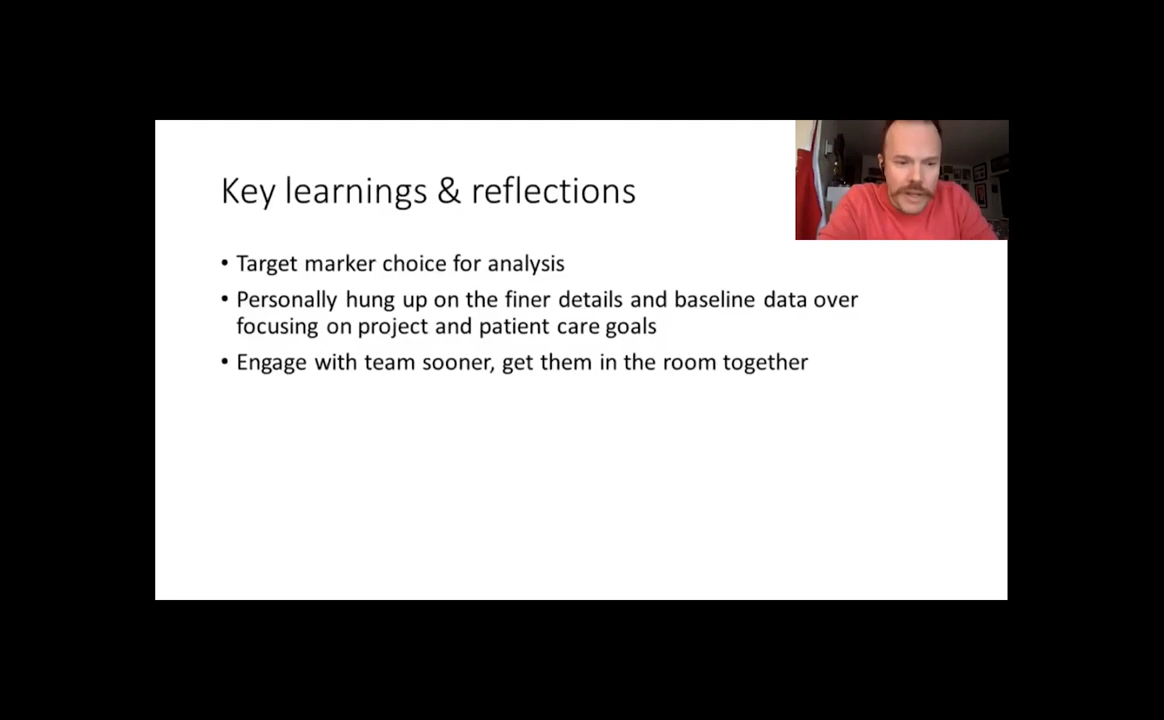 Key learnings & reflections
• Target marker choice for analysis
• Personally hung up on the finer details and baseline data over
focusing on project and patient care goals
• Engage with team sooner, get them in the room together